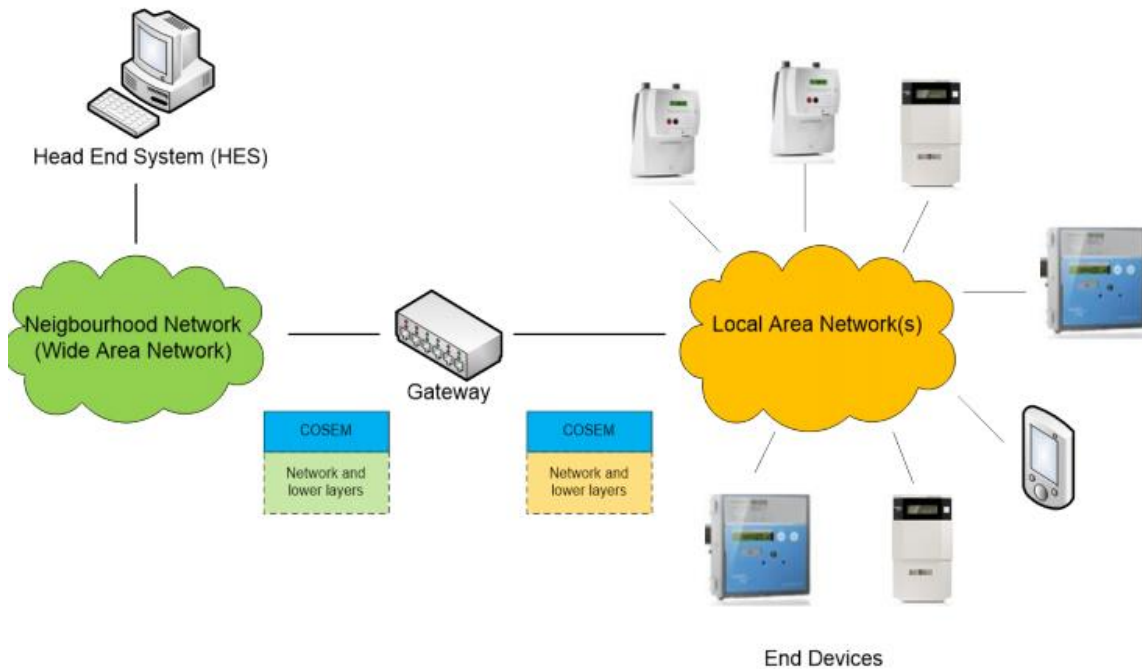 Head End System (HES)
Neigbourhood Network
(Wide Area Network)
Gateway
Local Area Network(s)
COSEM
Network and
lower layers
COSEM
Network and
lower layers
End Devices